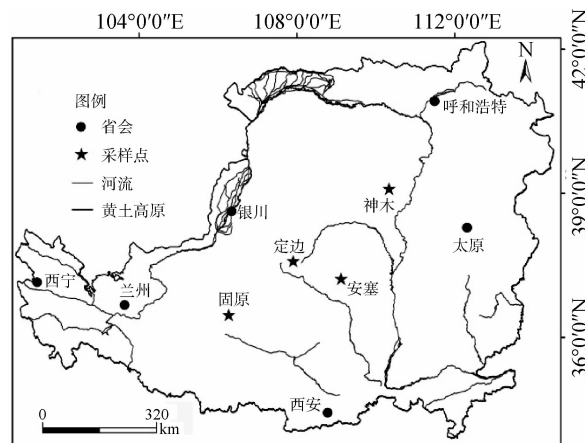 104°0′0″E 108°0′0″E 112°0′0″E
42°0′0″N
N
图例
省会
采样点
河流
黄土高原
呼和浩特
39°0′0″N
神木
银川
太原
定边
西宁
安塞
兰州
固原
36°0′0″N
西安
0 320
km